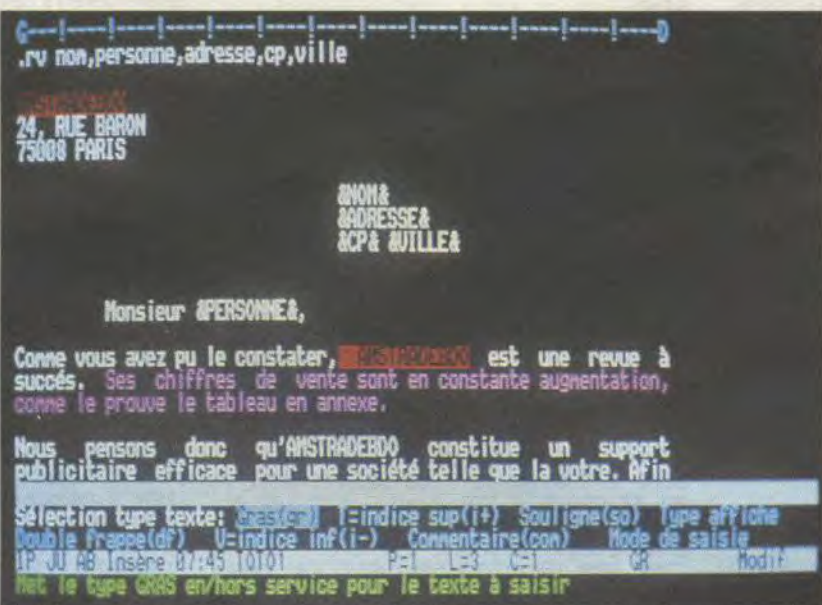 G---!----!----!----!----!----!----!----!----!----!----!----!----D
.rv nom,personne,adresse,cp,ville
AMSTRADEBDO
24, RUE BARON
75008 PARIS
&NOM&
&ADRESSE&
&CP& &VILLE&
Monsieur &PERSONNE&,
Comme vous avez pu le constater, AMSTRADEBDO est une revue à
succés. Ses chiffres de vente sont en constante augmentation,
comme le prouve le tableau en annexe.
Nous pensons donc qu'AMSTRADEBDO constitue un support
publicitaire efficace pour une société telle que la votre. Afin
Sélection type texte: Gras(gr) T=indice sup(i+) Souligne(so) Type affiche
Double frappe(df) U=indice inf(i-) Commentaire(com) Mode de saisie
IP JU AB Insère 07:45 P=1 L=3 C=1 GR Modif
Met le type GRAS en/hors service pour le texte à saisir